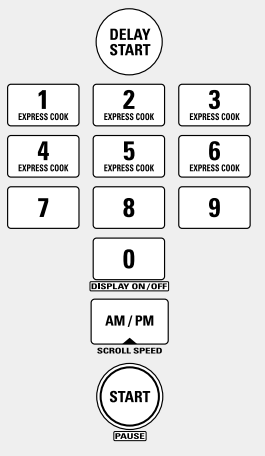 DELAY
START
1 2 3
EXPRESS COOK EXPRESS COOK EXPRESS COOK
4 5 6
EXPRESS COOK EXPRESS COOK EXPRESS COOK
7 8 9
0
DISPLAY ON/OFF
AM / PM
SCROLL SPEED
START
PAUSE